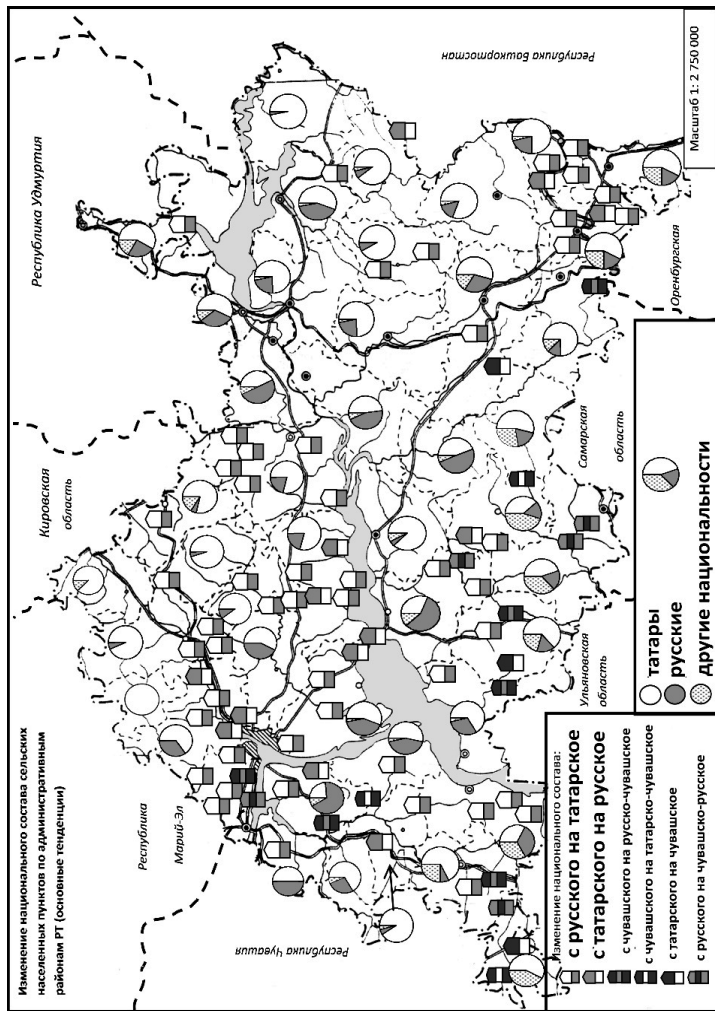 Изменение национального состава сельских
населенных пунктов по административным
районам РТ (основные тенденции)
Республика
Марий-Эл
Кировская
область
Республика Удмуртия
Республика Башкортостан
Республика Чувашия
Ульяновская
область
Самарская
область
Оренбургская
Масштаб 1: 2 750 000
Изменение национального состава:
с русского на татарское
с татарского на русское
с чувашского на русско-чувашское
с чувашского на татарско-чувашское
с татарского на чувашское
с русского на чувашско-русское
татары
русские
другие национальности